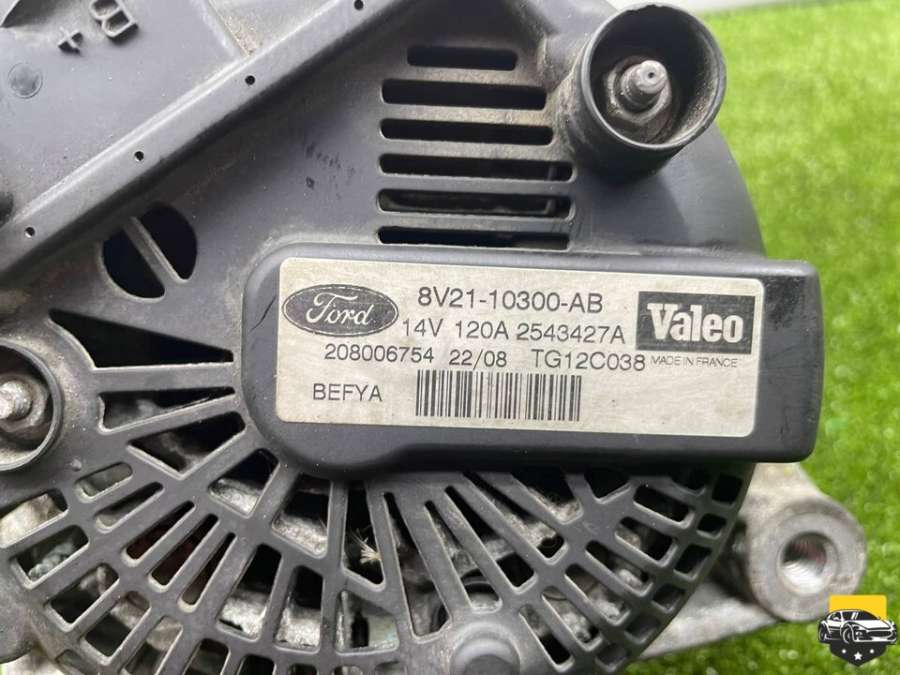 B+
Ford
8V21-10300-AB
14V 120A 2543427A
Valeo
208006754 22/08 TG12C038
MADE IN FRANCE
BEFYA